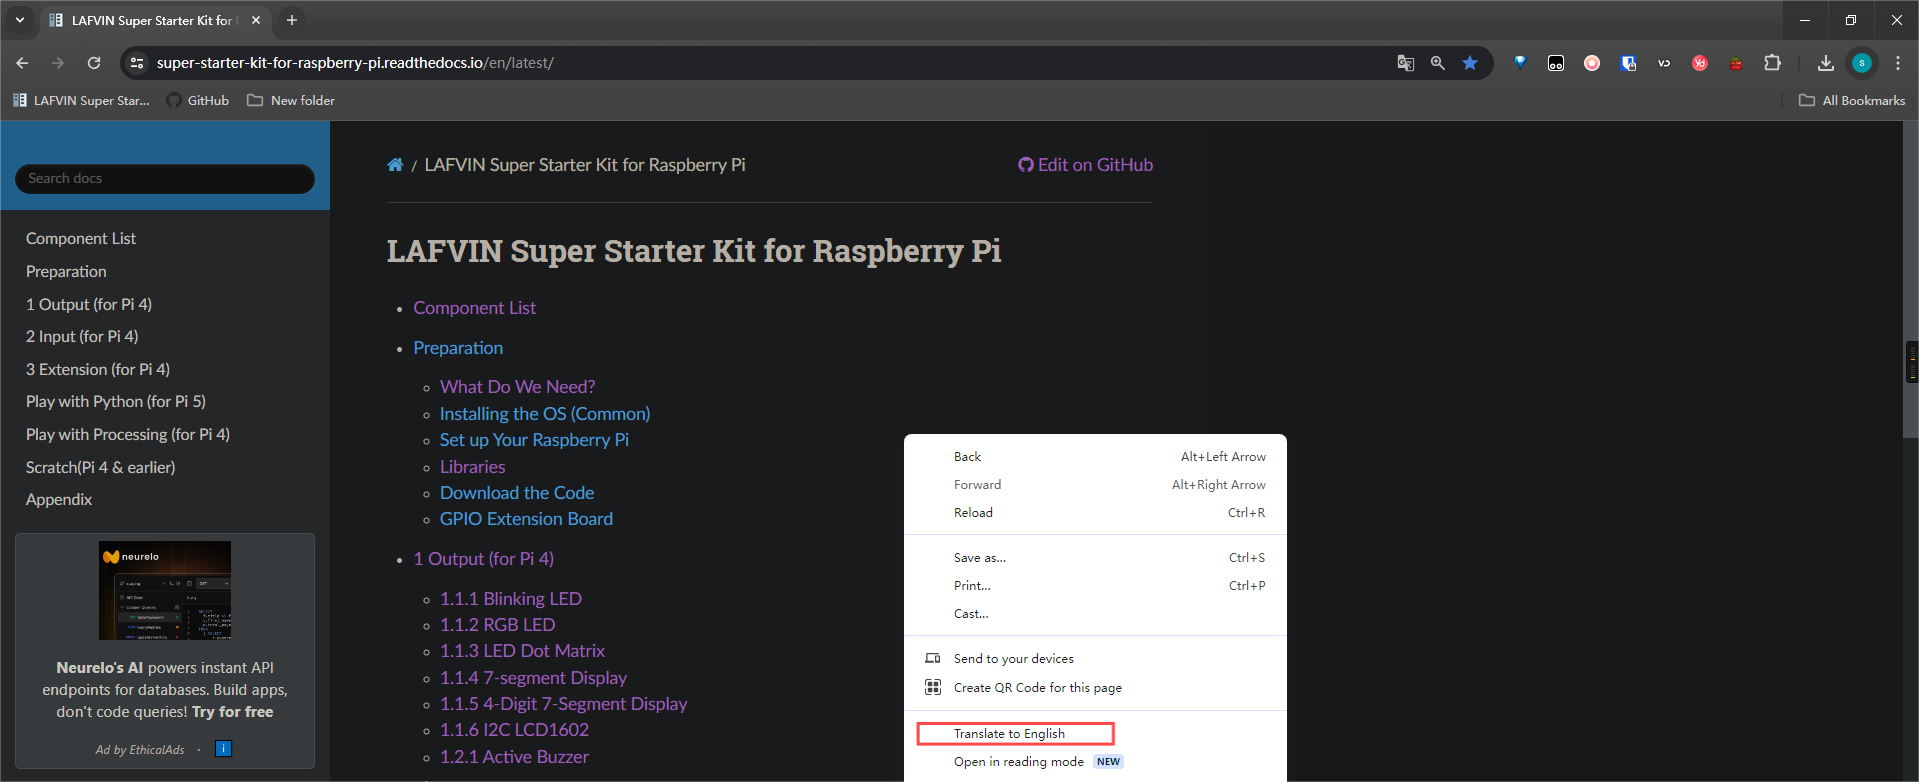 LAFVIN Super Starter Kit for
super-starter-kit-for-raspberry-pi.readthedocs.io/en/latest/
LAFVIN Super Star...
GitHub
New folder
All Bookmarks
Search docs
Component List
Preparation
1 Output (for Pi 4)
2 Input (for Pi 4)
3 Extension (for Pi 4)
Play with Python (for Pi 5)
Play with Processing (for Pi 4)
Scratch(Pi 4 & earlier)
Appendix
neurelo
Neurelo's AI powers instant API
endpoints for databases. Build apps,
don't code queries! Try for free
Ad by EthicalAds ·
/ LAFVIN Super Starter Kit for Raspberry Pi
Edit on GitHub
LAFVIN Super Starter Kit for Raspberry Pi
Component List
Preparation
What Do We Need?
Installing the OS (Common)
Set up Your Raspberry Pi
Libraries
Download the Code
GPIO Extension Board
1 Output (for Pi 4)
1.1.1 Blinking LED
1.1.2 RGB LED
1.1.3 LED Dot Matrix
1.1.4 7-segment Display
1.1.5 4-Digit 7-Segment Display
1.1.6 I2C LCD1602
1.2.1 Active Buzzer
Back Alt+Left Arrow
Forward Alt+Right Arrow
Reload Ctrl+R
Save as... Ctrl+S
Print... Ctrl+P
Cast...
Send to your devices
Create QR Code for this page
Translate to English
Open in reading mode NEW